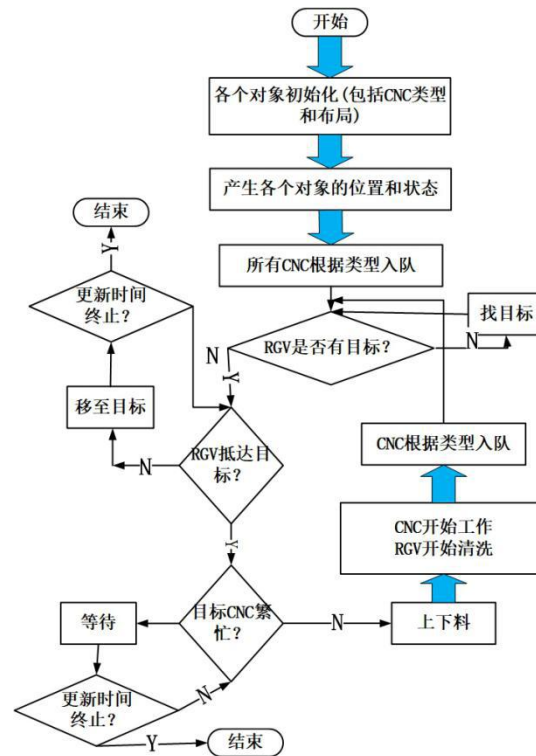 开始
各个对象初始化(包括CNC类型
和布局)
产生各个对象的位置和状态
所有CNC根据类型入队
结束
Y
更新时间
终止?
找目标
RGV是否有目标?
N
N
Y
移至目标
CNC根据类型入队
RGV抵达目
标?
N
Y
CNC开始工作
RGV开始清洗
目标CNC繁
忙?
等待
N
上下料
更新时间
终止?
N
Y
结束